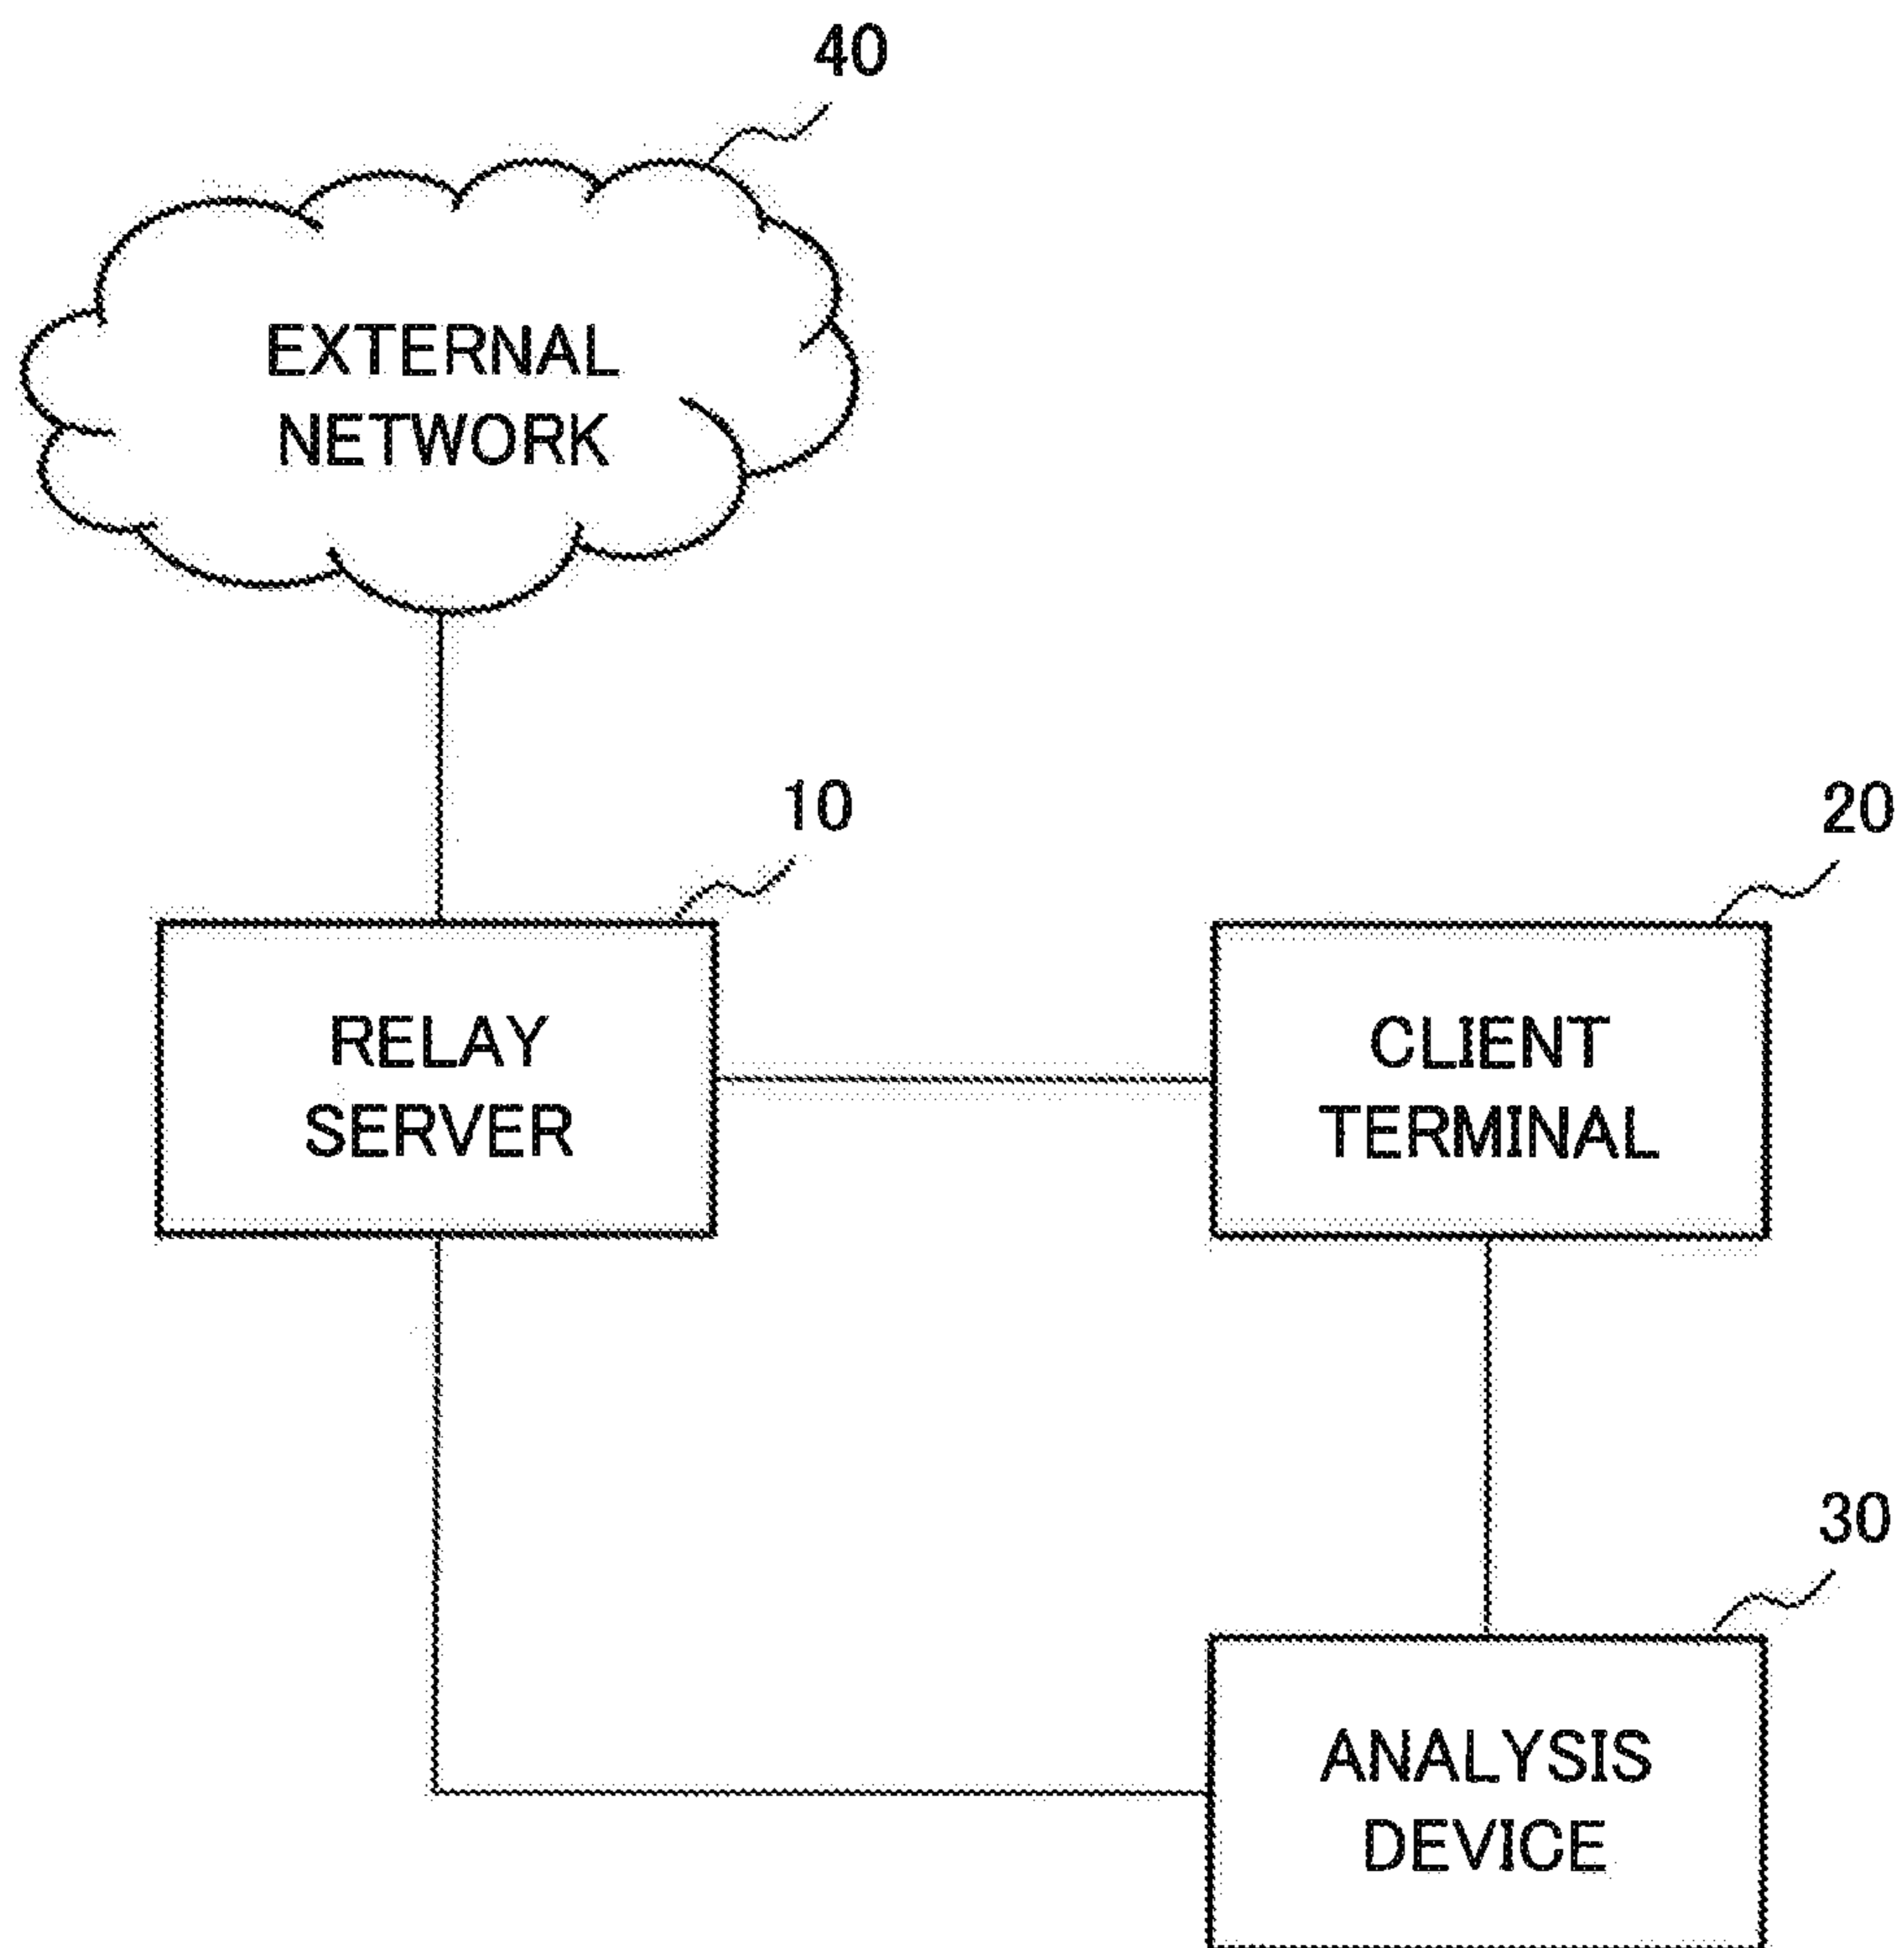 40
EXTERNAL
NETWORK
10
20
RELAY
SERVER
CLIENT
TERMINAL
30
ANALYSIS
DEVICE